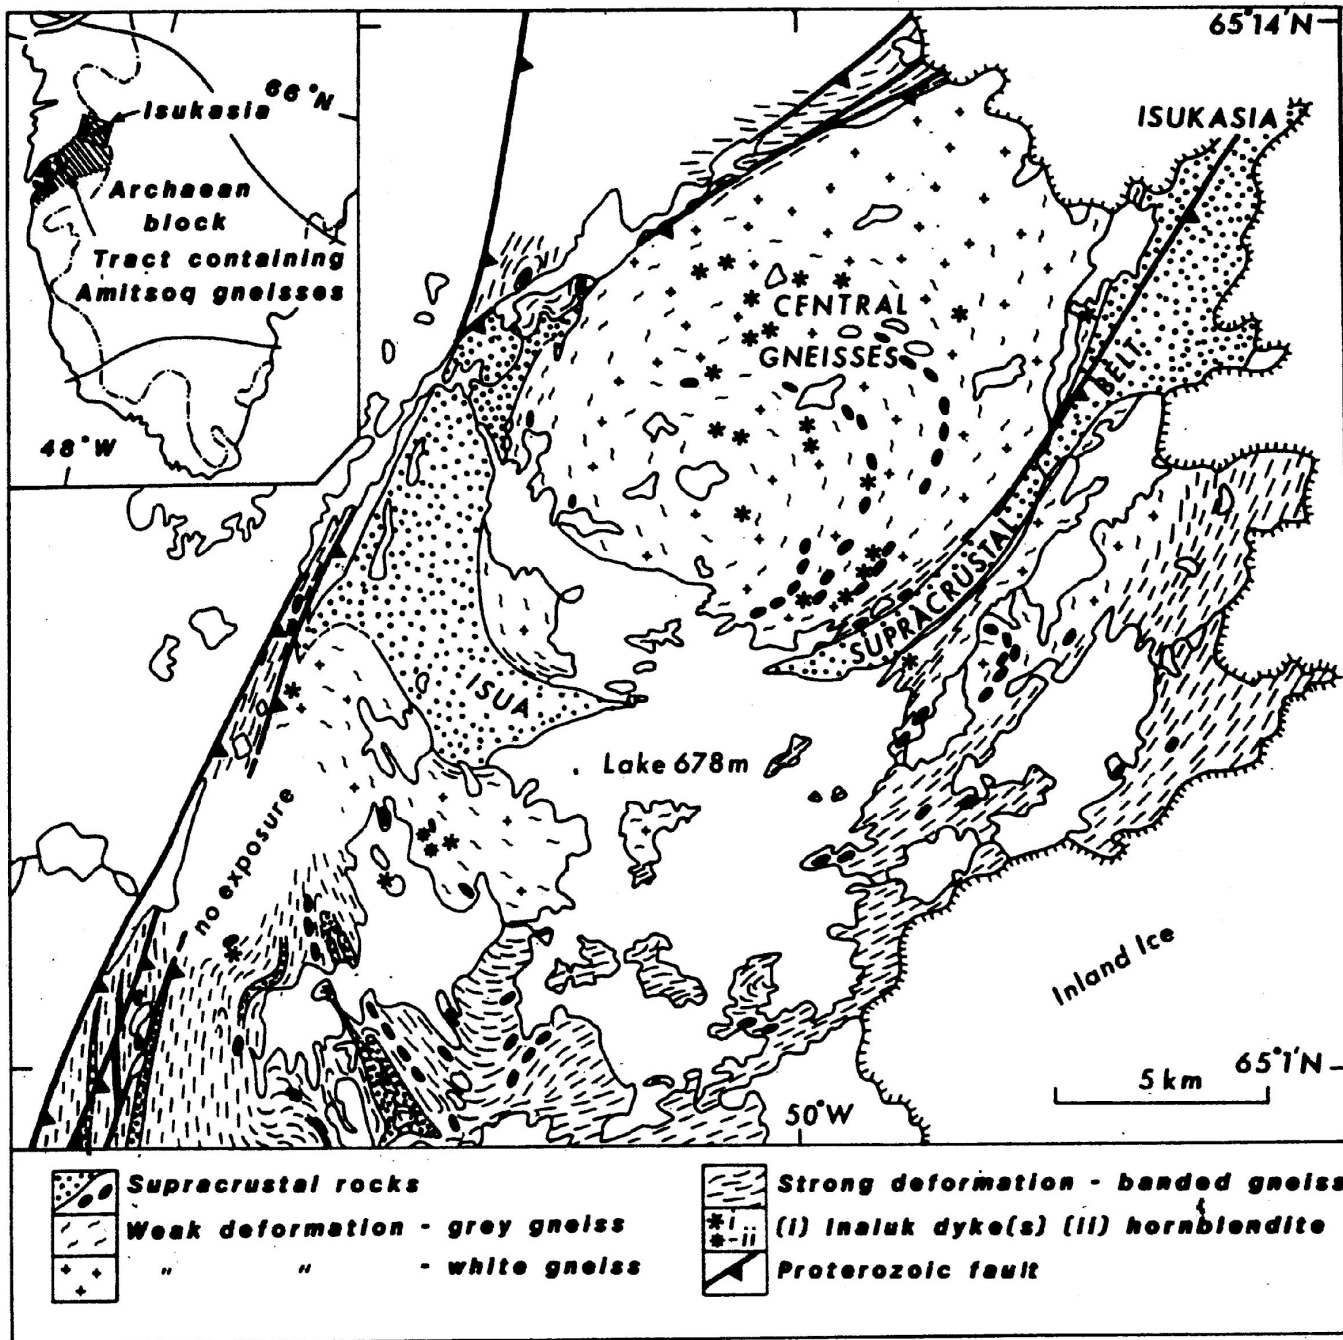 65°14'N
66°N
Isukasia
Archaean
block
Tract containing
Amitsoq gneisses
48°W
ISUKASIA
CENTRAL
GNEISSES
BELT
SUPRACRUSTAL
ISUA
Lake 678m
no exposure
Inland Ice
5 km
65°1'N
50°W
Supracrustal rocks
Weak deformation - grey gneiss
" " - white gneiss
Strong deformation - banded gneiss
*i
*-ii
(i) Inaluk dyke(s) (ii) hornblendite
Proterozoic fault